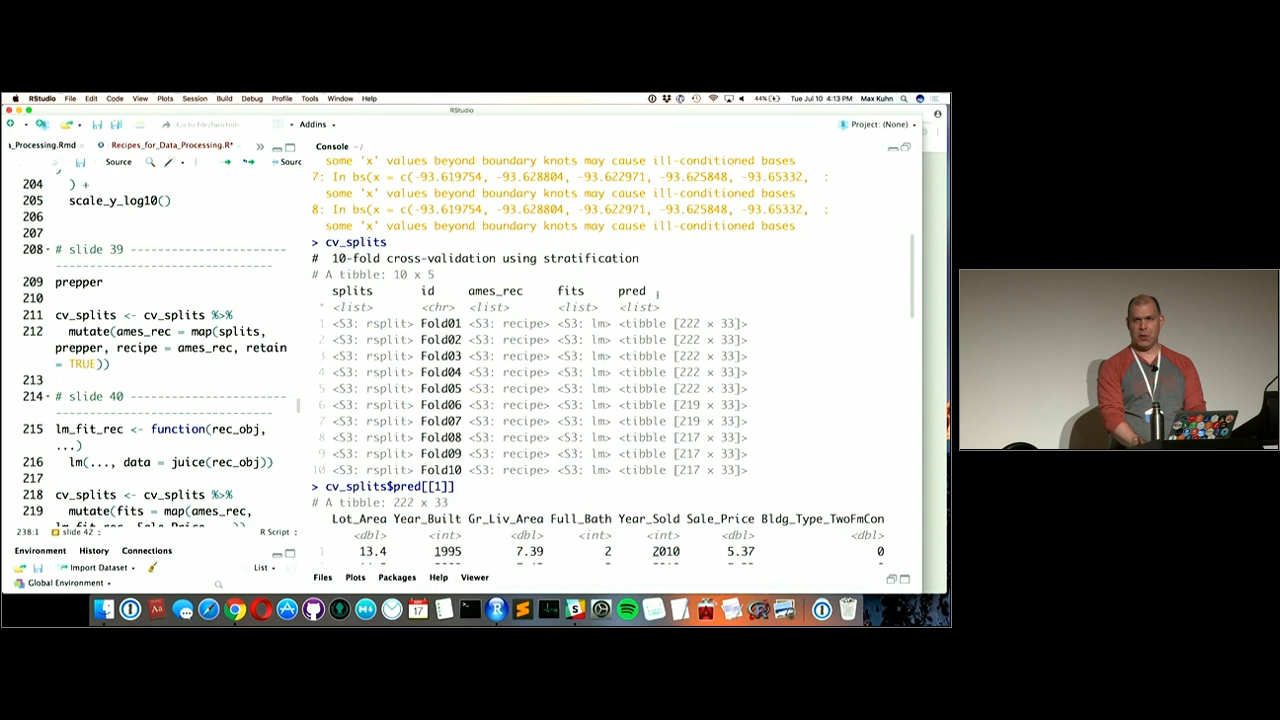 RStudio File Edit Code View Plots Session Build Debug Profile Tools Window Help 44% Tue Jul 10 4:13 PM Max Kuhn
RStudio
Go to file/function Addins Project: (None)
_Processing.Rmd Recipes_for_Data_Processing.R*
Source
204 ) +
205 scale_y_log10()
206
207
208 # slide 39 -----------------------
-------------------------------
209 prepper
210
211 cv_splits <- cv_splits %>%
212 mutate(ames_rec = map(splits,
prepper, recipe = ames_rec, retain
= TRUE))
213
214 # slide 40 -----------------------
-------------------------------
215 lm_fit_rec <- function(rec_obj,
...)
216 lm(..., data = juice(rec_obj))
217
218 cv_splits <- cv_splits %>%
219 mutate(fits = map(ames_rec,
238:1 slide 42 R Script
Environment History Connections
Import Dataset List
Global Environment
Console ~/
some 'x' values beyond boundary knots may cause ill-conditioned bases
7: In bs(x = c(-93.619754, -93.628804, -93.622971, -93.625848, -93.65332, :
some 'x' values beyond boundary knots may cause ill-conditioned bases
8: In bs(x = c(-93.619754, -93.628804, -93.622971, -93.625848, -93.65332, :
some 'x' values beyond boundary knots may cause ill-conditioned bases
> cv_splits
# 10-fold cross-validation using stratification
# A tibble: 10 x 5
splits id ames_rec fits pred
* <list> <chr> <list> <list> <list>
1 <S3: rsplit> Fold01 <S3: recipe> <S3: lm> <tibble [222 × 33]>
2 <S3: rsplit> Fold02 <S3: recipe> <S3: lm> <tibble [222 × 33]>
3 <S3: rsplit> Fold03 <S3: recipe> <S3: lm> <tibble [222 × 33]>
4 <S3: rsplit> Fold04 <S3: recipe> <S3: lm> <tibble [222 × 33]>
5 <S3: rsplit> Fold05 <S3: recipe> <S3: lm> <tibble [222 × 33]>
6 <S3: rsplit> Fold06 <S3: recipe> <S3: lm> <tibble [219 × 33]>
7 <S3: rsplit> Fold07 <S3: recipe> <S3: lm> <tibble [219 × 33]>
8 <S3: rsplit> Fold08 <S3: recipe> <S3: lm> <tibble [217 × 33]>
9 <S3: rsplit> Fold09 <S3: recipe> <S3: lm> <tibble [217 × 33]>
10 <S3: rsplit> Fold10 <S3: recipe> <S3: lm> <tibble [217 × 33]>
> cv_splits$pred[[1]]
# A tibble: 222 x 33
Lot_Area Year_Built Gr_Liv_Area Full_Bath Year_Sold Sale_Price Bldg_Type_TwoFmCon
<dbl> <int> <dbl> <int> <int> <dbl> <dbl>
1 13.4 1995 7.39 2 2010 5.37 0
Files Plots Packages Help Viewer